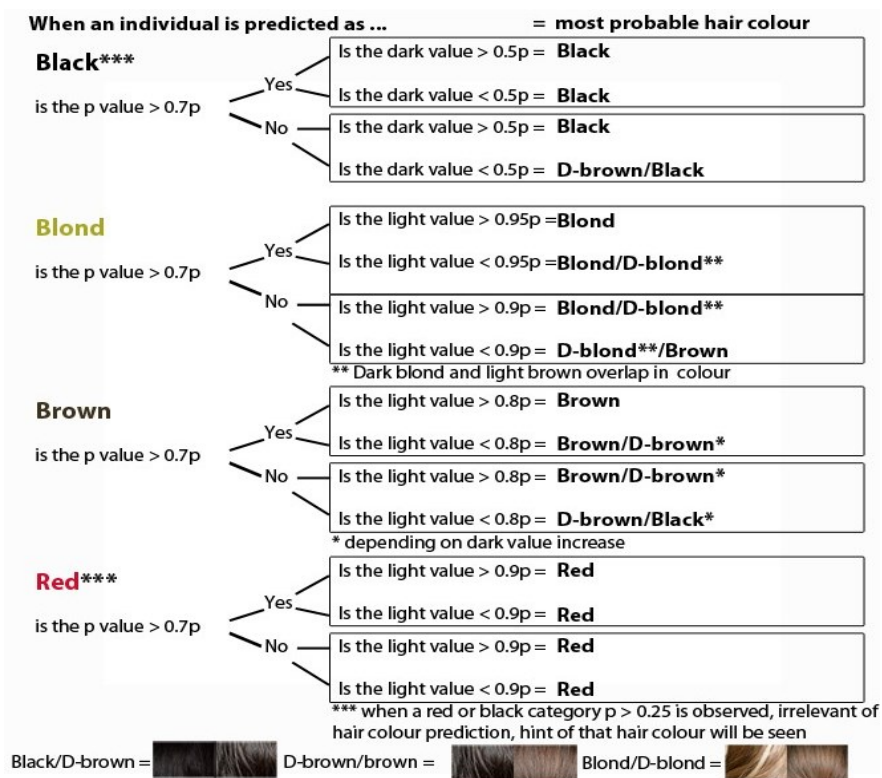 When an individual is predicted as ... = most probable hair colour
Black***
is the p value > 0.7p
Yes
Is the dark value > 0.5p = Black
Is the dark value < 0.5p = Black
No
Is the dark value > 0.5p = Black
Is the dark value < 0.5p = D-brown/Black
Blond
is the p value > 0.7p
Yes
Is the light value > 0.95p =Blond
Is the light value < 0.95p =Blond/D-blond**
No
Is the light value > 0.9p = Blond/D-blond**
Is the light value < 0.9p = D-blond**/Brown
** Dark blond and light brown overlap in colour
Brown
is the p value > 0.7p
Yes
Is the light value > 0.8p = Brown
Is the light value < 0.8p = Brown/D-brown*
No
Is the light value > 0.8p = Brown/D-brown*
Is the light value < 0.8p = D-brown/Black*
* depending on dark value increase
Red***
is the p value > 0.7p
Yes
Is the light value > 0.9p = Red
Is the light value < 0.9p = Red
No
Is the light value > 0.9p = Red
Is the light value < 0.9p = Red
*** when a red or black category p > 0.25 is observed, irrelevant of
hair colour prediction, hint of that hair colour will be seen
Black/D-brown = D-brown/brown = Blond/D-blond =